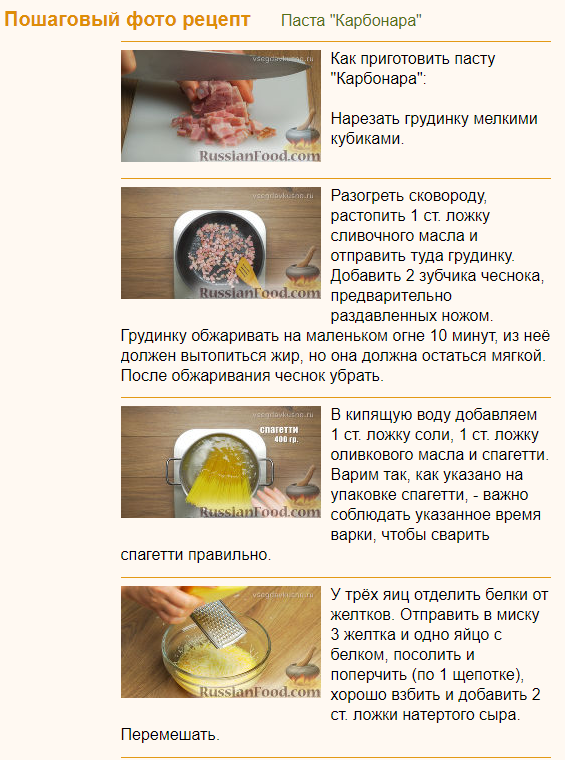 Пошаговый фото рецепт Паста "Карбонара"
vsegdavkusno.ru
RussianFood.com
Как приготовить пасту
"Карбонара":
Нарезать грудинку мелкими
кубиками.
vsegdavkusno.ru
RussianFood.com
Разогреть сковороду,
растопить 1 ст. ложку
сливочного масла и
отправить туда грудинку.
Добавить 2 зубчика чеснока,
предварительно
раздавленных ножом.
Грудинку обжаривать на маленьком огне 10 минут, из неё
должен вытопиться жир, но она должна остаться мягкой.
После обжаривания чеснок убрать.
vsegdavkusno.ru
спагетти
400 гр.
RussianFood.com
В кипящую воду добавляем
1 ст. ложку соли, 1 ст. ложку
оливкового масла и спагетти.
Варим так, как указано на
упаковке спагетти, - важно
соблюдать указанное время
варки, чтобы сварить
спагетти правильно.
vsegdavkusno.ru
RussianFood.com
У трёх яиц отделить белки от
желтков. Отправить в миску
3 желтка и одно яйцо с
белком, посолить и
поперчить (по 1 щепотке),
хорошо взбить и добавить 2
ст. ложки натертого сыра.
Перемешать.